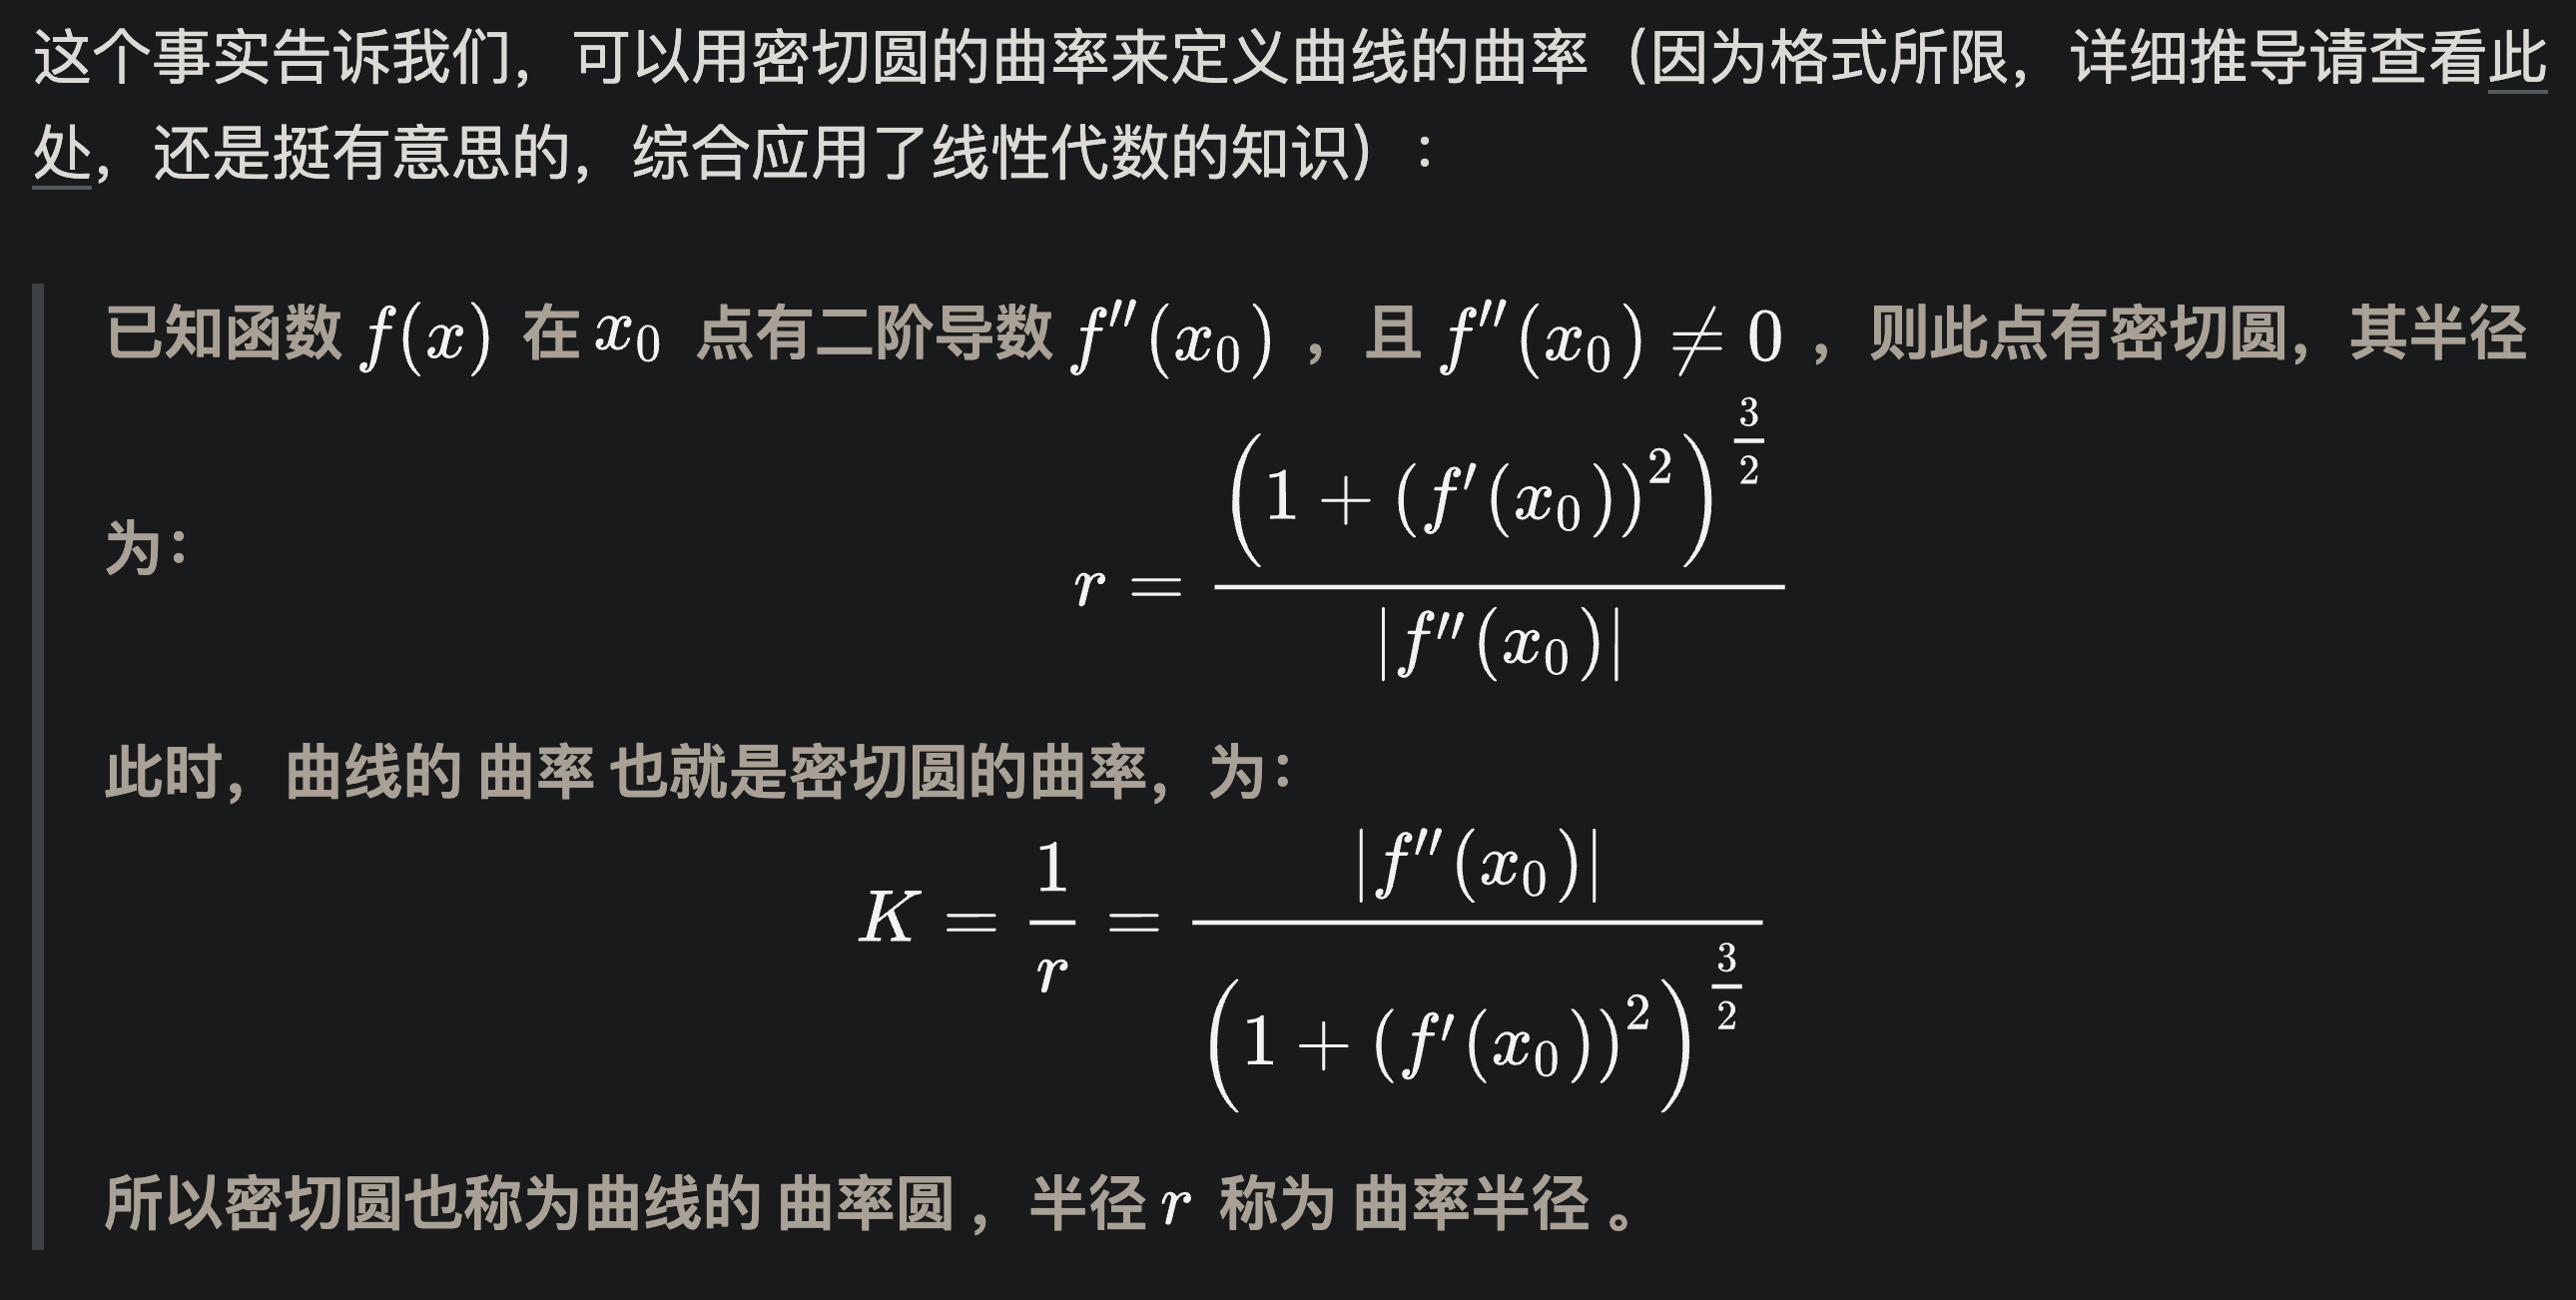 这个事实告诉我们，可以用密切圆的曲率来定义曲线的曲率（因为格式所限，详细推导请查看此
处，还是挺有意思的，综合应用了线性代数的知识）：
已知函数 f(x) 在 x₀ 点有二阶导数 f''(x₀) ，且 f''(x₀) ≠ 0 ，则此点有密切圆，其半径
为：
r = \frac{\left(1+(f'(x_0))^2\right)^{\frac{3}{2}}}{|f''(x_0)|}
此时，曲线的 曲率 也就是密切圆的曲率，为：
K = \frac{1}{r} = \frac{|f''(x_0)|}{\left(1+(f'(x_0))^2\right)^{\frac{3}{2}}}
所以密切圆也称为曲线的 曲率圆 ，半径 r 称为 曲率半径 。